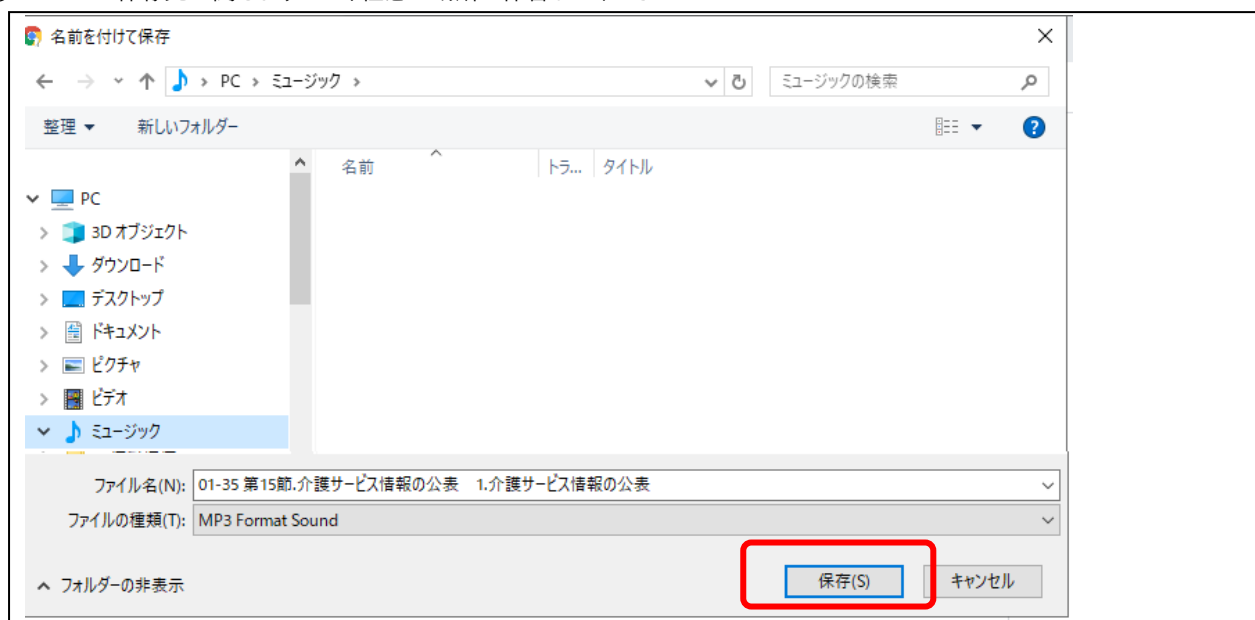 名前を付けて保存
PC > ミュージック >
ミュージックの検索
整理
新しいフォルダー
名前
トラ...
タイトル
PC
3D オブジェクト
ダウンロード
デスクトップ
ドキュメント
ピクチャ
ビデオ
ミュージック
ファイル名(N): 01-35 第15節.介護サービス情報の公表　1.介護サービス情報の公表
ファイルの種類(T): MP3 Format Sound
フォルダーの非表示
保存(S)
キャンセル